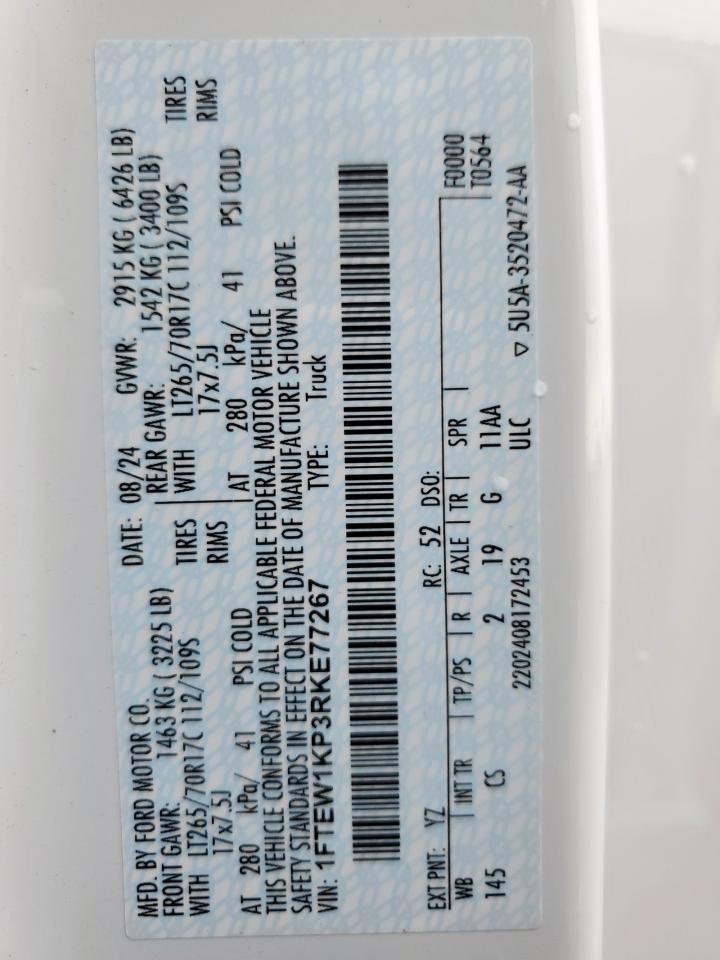 MFD. BY FORD MOTOR CO. DATE: 08/24 GVWR: 2915 KG ( 6426 LB)
FRONT GAWR: 1463 KG ( 3225 LB) REAR GAWR: 1542 KG ( 3400 LB)
WITH LT265/70R17C 112/109S TIRES WITH LT265/70R17C 112/109S TIRES
17x7.5J RIMS 17x7.5J RIMS
AT 280 kPa/ 41 PSI COLD AT 280 kPa/ 41 PSI COLD
THIS VEHICLE CONFORMS TO ALL APPLICABLE FEDERAL MOTOR VEHICLE
SAFETY STANDARDS IN EFFECT ON THE DATE OF MANUFACTURE SHOWN ABOVE.
VIN: 1FTEW1KP3RKE77267 TYPE: Truck
EXT PNT: YZ RC: 52 DSO: F0000
WB INT TR TP/PS R AXLE TR SPR T0564
145 CS 2 19 G 11AA
ULC
2202408172453 ▽ 5U5A-3520472-AA